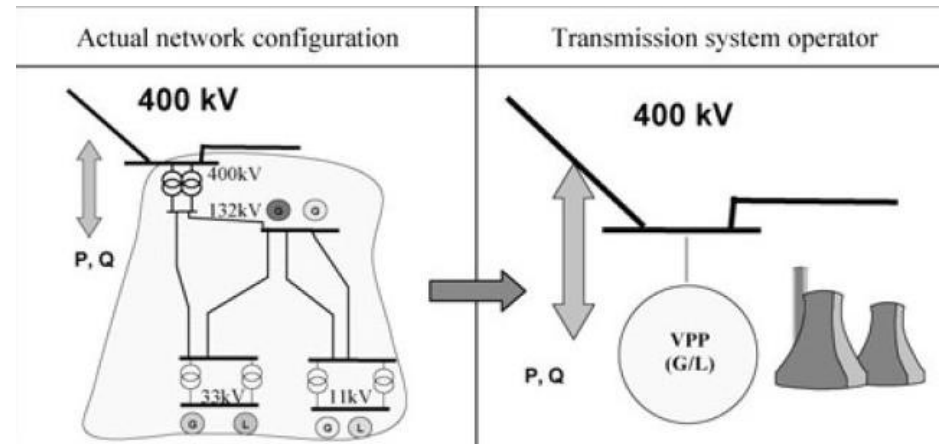 Actual network configuration
Transmission system operator
400 kV
400kV
132kV
G
G
P, Q
33kV
11kV
G
L
G
L
400 kV
P, Q
VPP
(G/L)